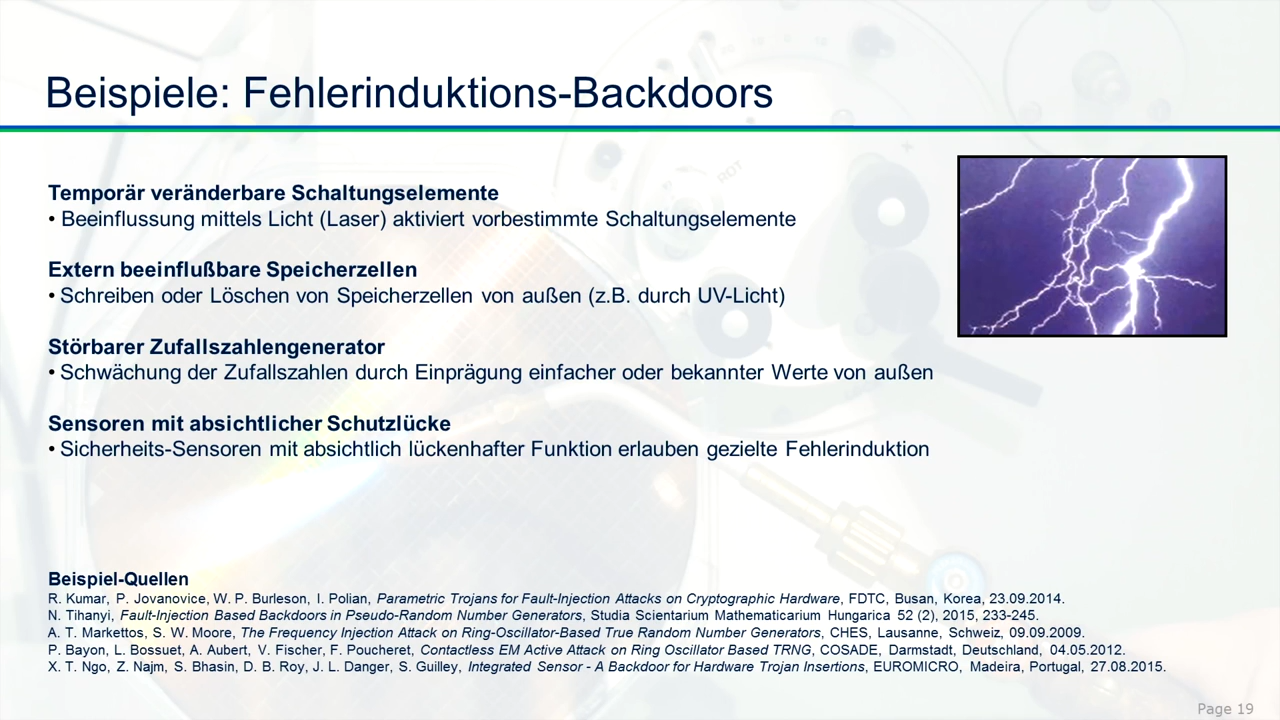 Beispiele: Fehlerinduktions-Backdoors
Temporär veränderbare Schaltungselemente
• Beeinflussung mittels Licht (Laser) aktiviert vorbestimmte Schaltungselemente
Extern beeinflußbare Speicherzellen
• Schreiben oder Löschen von Speicherzellen von außen (z.B. durch UV-Licht)
Störbarer Zufallszahlengenerator
• Schwächung der Zufallszahlen durch Einprägung einfacher oder bekannter Werte von außen
Sensoren mit absichtlicher Schutzlücke
• Sicherheits-Sensoren mit absichtlich lückenhafter Funktion erlauben gezielte Fehlerinduktion
Beispiel-Quellen
R. Kumar, P. Jovanovice, W. P. Burleson, I. Polian, Parametric Trojans for Fault-Injection Attacks on Cryptographic Hardware, FDTC, Busan, Korea, 23.09.2014.
N. Tihanyi, Fault-Injection Based Backdoors in Pseudo-Random Number Generators, Studia Scientarium Mathematicarium Hungarica 52 (2), 2015, 233-245.
A. T. Markettos, S. W. Moore, The Frequency Injection Attack on Ring-Oscillator-Based True Random Number Generators, CHES, Lausanne, Schweiz, 09.09.2009.
P. Bayon, L. Bossuet, A. Aubert, V. Fischer, F. Poucheret, Contactless EM Active Attack on Ring Oscillator Based TRNG, COSADE, Darmstadt, Deutschland, 04.05.2012.
X. T. Ngo, Z. Najm, S. Bhasin, D. B. Roy, J. L. Danger, S. Guilley, Integrated Sensor - A Backdoor for Hardware Trojan Insertions, EUROMICRO, Madeira, Portugal, 27.08.2015.
Page 19